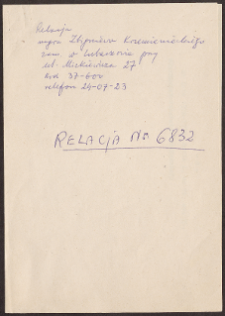 Relacja
mgra Zbigniewa
zam w Lubaczowie przy
ul. Mickiewicza 27
kod 37-600
telefon 24-07-23
RELACJA No 6832